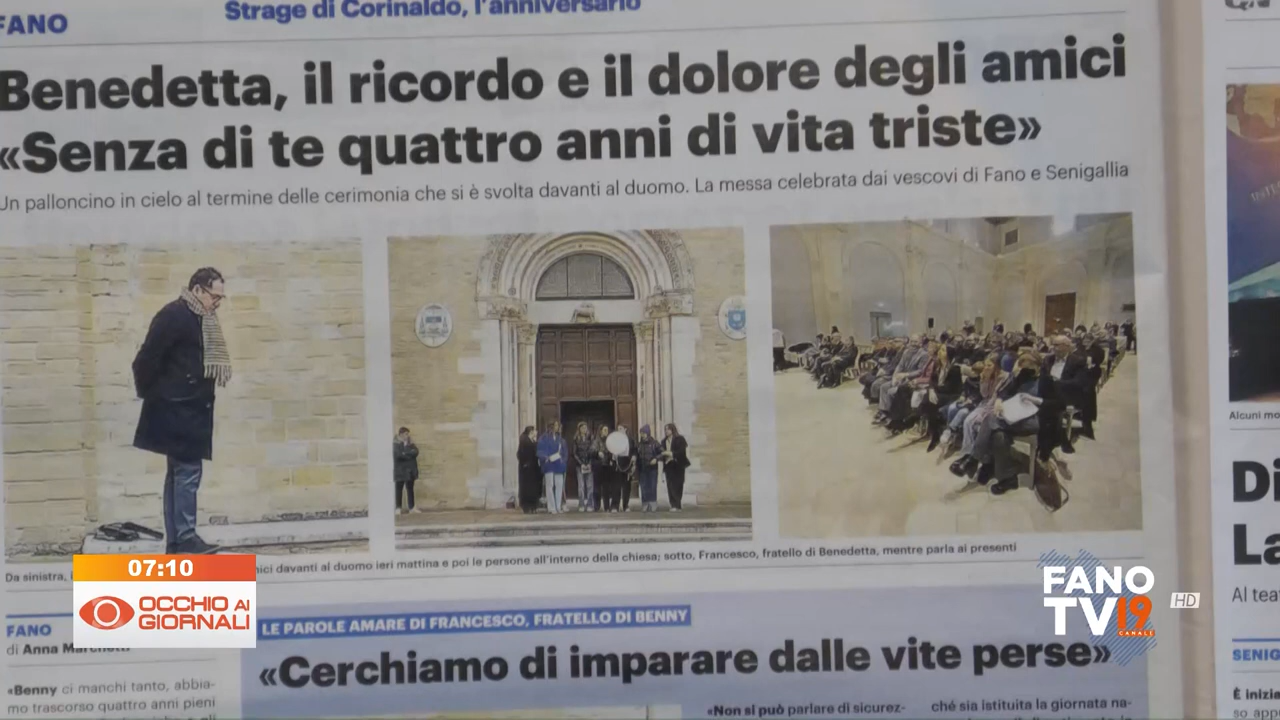 FANO
Strage di Corinaldo, l'anniversario
Benedetta, il ricordo e il dolore degli amici
«Senza di te quattro anni di vita triste»
Un palloncino in cielo al termine delle cerimonia che si è svolta davanti al duomo. La messa celebrata dai vescovi di Fano e Senigallia
Da sinistra, amici davanti al duomo ieri mattina e poi le persone all'interno della chiesa; sotto, Francesco, fratello di Benedetta, mentre parla ai presenti
07:10
OCCHIO AI
GIORNALI
FANO
TV19
CANALE
HD
FANO
di Anna
«Benny ci manchi tanto, abbia-
mo trascorso quattro anni pieni
LE PAROLE AMARE DI FRANCESCO, FRATELLO DI BENNY
«Cerchiamo di imparare dalle vite perse»
«Non si può parlare di sicurez-
ché sia istituita la giornata na-
Alcuni mo
Di
La
Al tea
SENIG
È inizia
so app